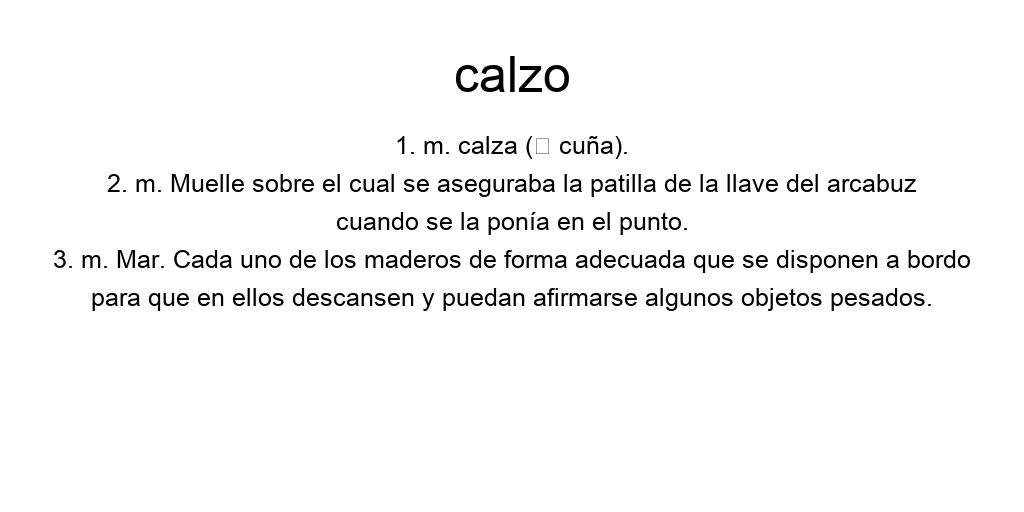 calzo
1. m. calza (□ cuña).
2. m. Muelle sobre el cual se aseguraba la patilla de la llave del arcabuz
cuando se la ponía en el punto.
3. m. Mar. Cada uno de los maderos de forma adecuada que se disponen a bordo
para que en ellos descansen y puedan afirmarse algunos objetos pesados.